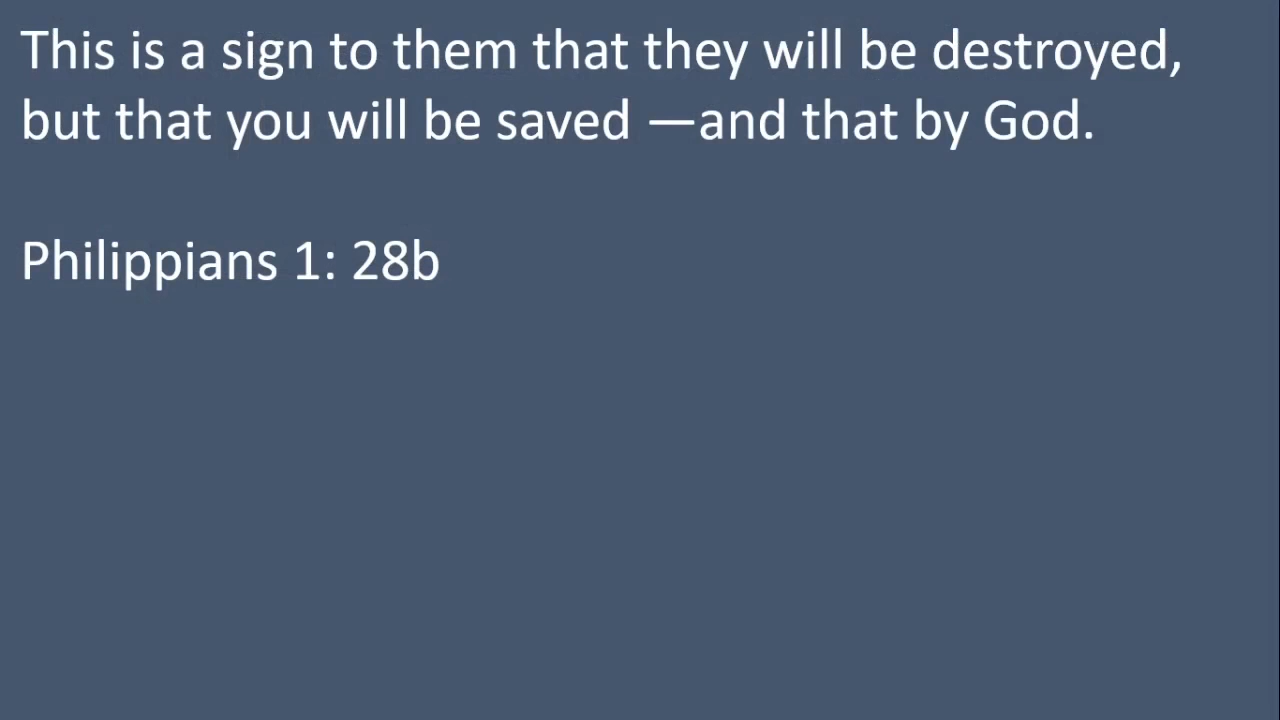 This is a sign to them that they will be destroyed,
but that you will be saved —and that by God.
Philippians 1: 28b